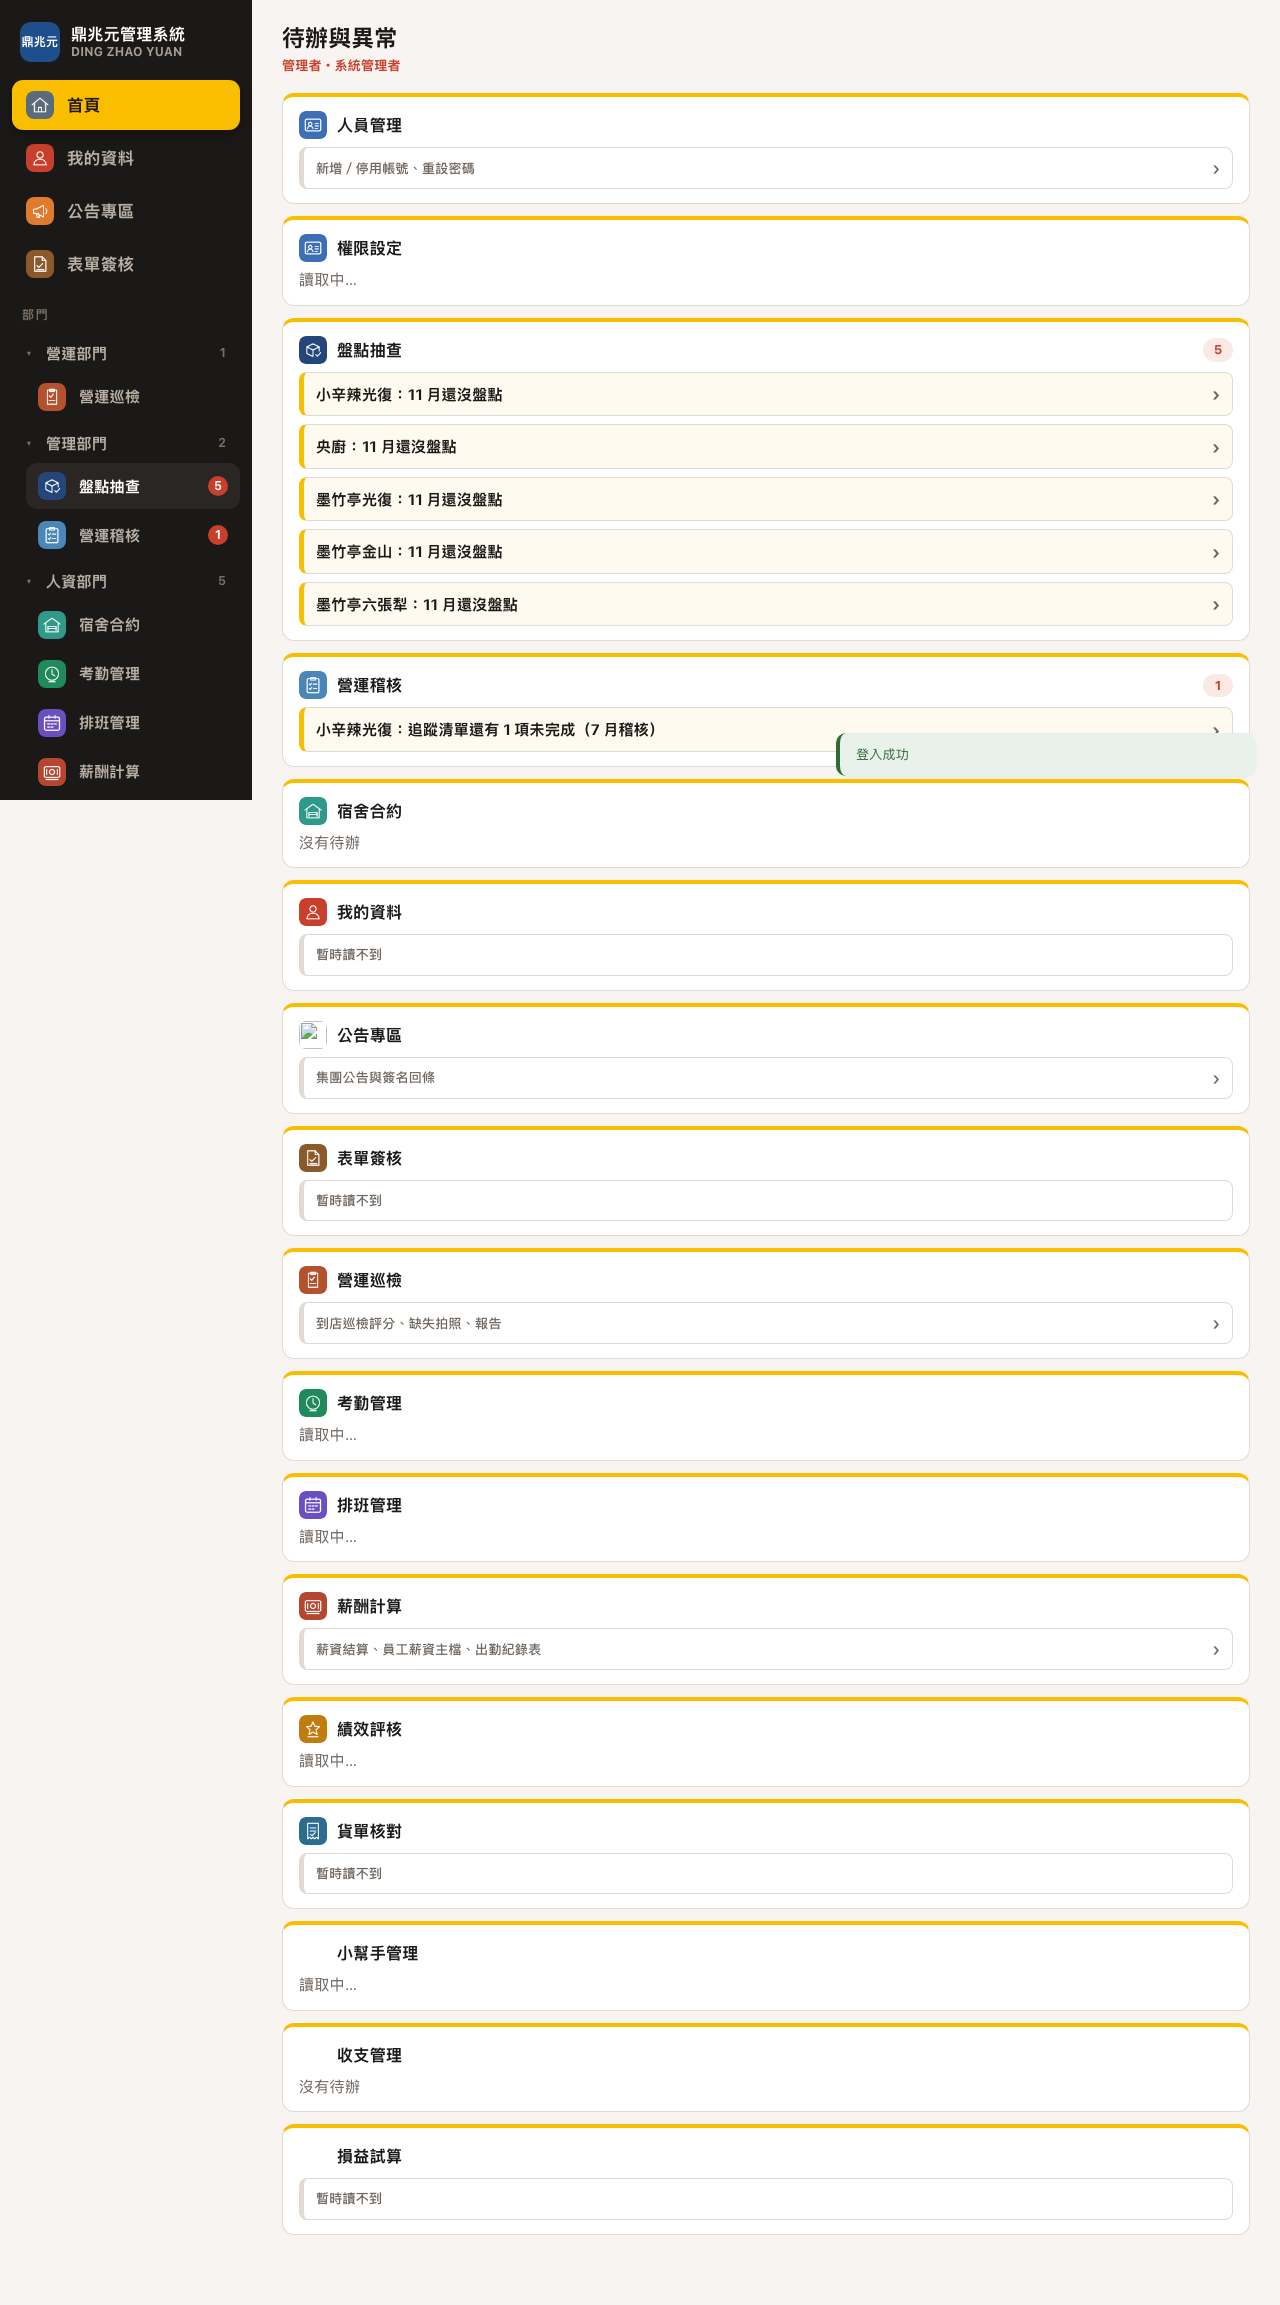 鼎兆元
鼎兆元管理系統
DING ZHAO YUAN
首頁
我的資料
公告專區
表單簽核
部門
營運部門 1
營運巡檢
管理部門 2
盤點抽查 5
營運稽核 1
人資部門 5
宿舍合約
考勤管理
排班管理
薪酬計算
待辦與異常
管理者・系統管理者
人員管理
新增 / 停用帳號、重設密碼
權限設定
讀取中…
盤點抽查 5
小辛辣光復：11 月還沒盤點
央廚：11 月還沒盤點
墨竹亭光復：11 月還沒盤點
墨竹亭金山：11 月還沒盤點
墨竹亭六張犁：11 月還沒盤點
營運稽核 1
小辛辣光復：追蹤清單還有 1 項未完成（7 月稽核）
登入成功
宿舍合約
沒有待辦
我的資料
暫時讀不到
公告專區
集團公告與簽名回條
表單簽核
暫時讀不到
營運巡檢
到店巡檢評分、缺失拍照、報告
考勤管理
讀取中…
排班管理
讀取中…
薪酬計算
薪資結算、員工薪資主檔、出勤紀錄表
績效評核
讀取中…
貨單核對
暫時讀不到
小幫手管理
讀取中…
收支管理
沒有待辦
損益試算
暫時讀不到